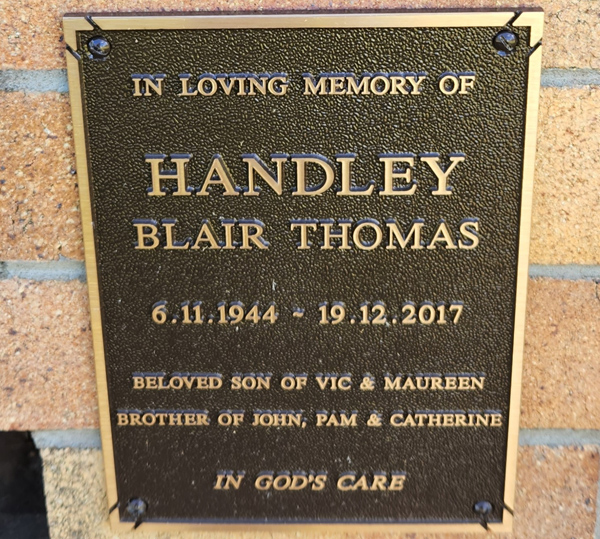 IN LOVING MEMORY OF
HANDLEY
BLAIR THOMAS
6.11.1944 ~ 19.12.2017
BELOVED SON OF VIC & MAUREEN
BROTHER OF JOHN, PAM & CATHERINE
IN GOD'S CARE